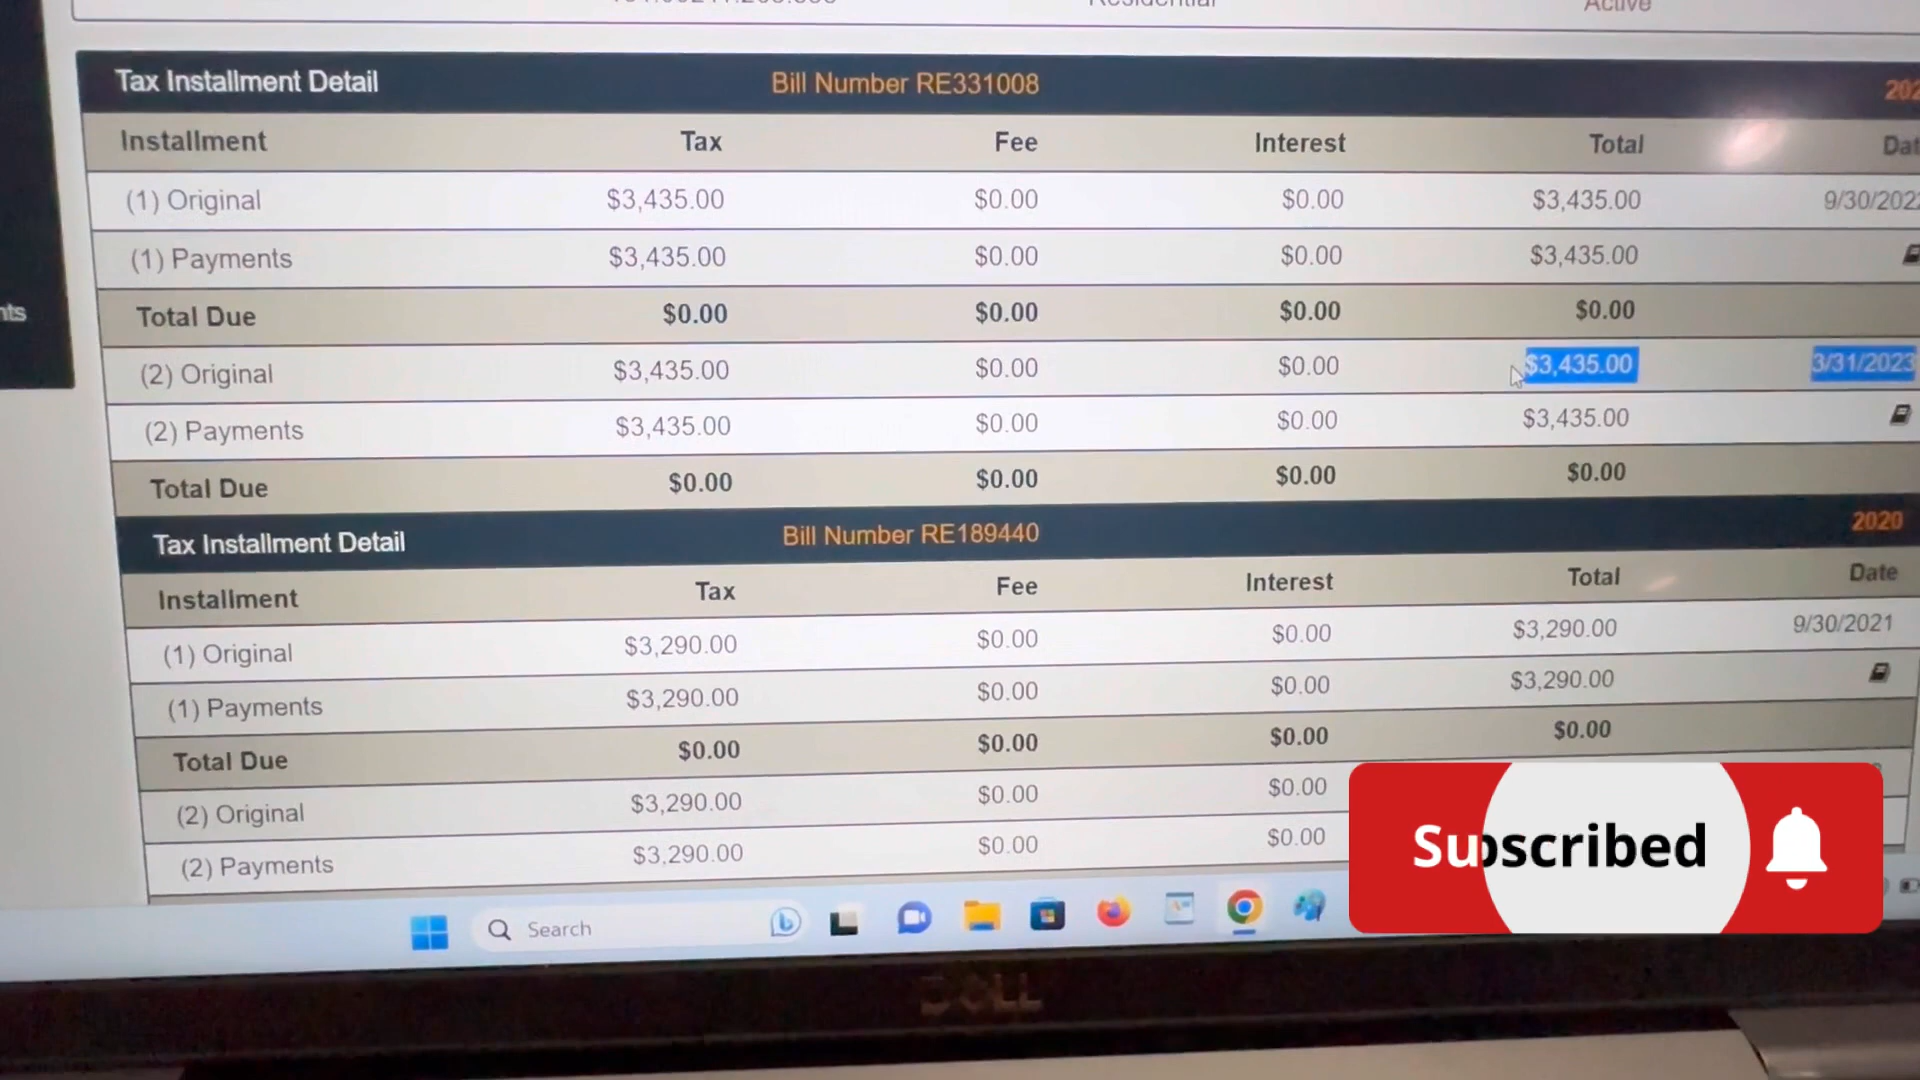 Residential Active
Tax Installment Detail Bill Number RE331008
Installment Tax Fee Interest Total
(1) Original $3,435.00 $0.00 $0.00 $3,435.00 9/30/2022
(1) Payments $3,435.00 $0.00 $0.00 $3,435.00
Total Due $0.00 $0.00 $0.00 $0.00
(2) Original $3,435.00 $0.00 $0.00 $3,435.00 3/31/2023
(2) Payments $3,435.00 $0.00 $0.00 $3,435.00
Total Due $0.00 $0.00 $0.00 $0.00
Tax Installment Detail Bill Number RE189440 2020
Installment Tax Fee Interest Total Date
(1) Original $3,290.00 $0.00 $0.00 $3,290.00 9/30/2021
(1) Payments $3,290.00 $0.00 $0.00 $3,290.00
Total Due $0.00 $0.00 $0.00 $0.00
(2) Original $3,290.00 $0.00 $0.00
(2) Payments $3,290.00 $0.00 $0.00
Subscribed
Search
DELL